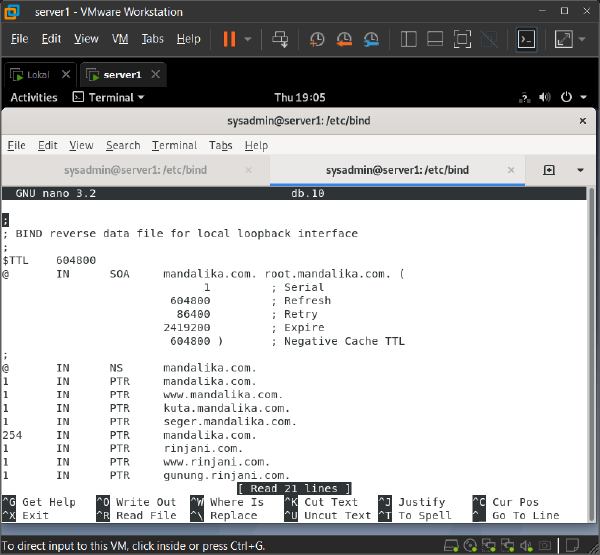 server1 - VMware Workstation
File Edit View VM Tabs Help
Lokal server1
Activities Terminal Thu 19:05
sysadmin@server1: /etc/bind
File Edit View Search Terminal Tabs Help
sysadmin@server1: /etc/bind sysadmin@server1: /etc/bind
GNU nano 3.2 db.10
;
; BIND reverse data file for local loopback interface
;
$TTL 604800
@ IN SOA mandalika.com. root.mandalika.com. (
1 ; Serial
604800 ; Refresh
86400 ; Retry
2419200 ; Expire
604800 ) ; Negative Cache TTL
;
@ IN NS mandalika.com.
1 IN PTR mandalika.com.
1 IN PTR www.mandalika.com.
1 IN PTR kuta.mandalika.com.
1 IN PTR seger.mandalika.com.
254 IN PTR mandalika.com.
1 IN PTR rinjani.com.
1 IN PTR www.rinjani.com.
1 IN PTR gunung.rinjani.com.
[ Read 21 lines ]
^G Get Help ^O Write Out ^W Where Is ^K Cut Text ^J Justify ^C Cur Pos
^X Exit ^R Read File ^\ Replace ^U Uncut Text ^T To Spell ^_ Go To Line
To direct input to this VM, click inside or press Ctrl+G.